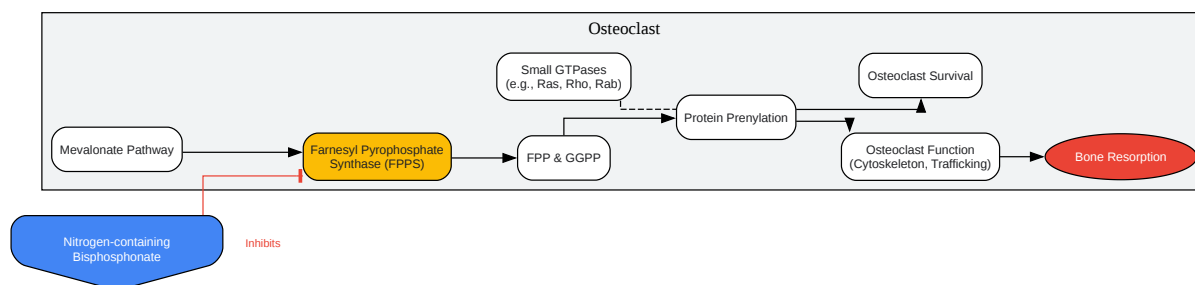 Osteoclast
Small GTPases
(e.g., Ras, Rho, Rab)
Osteoclast Survival
Protein Prenylation
Mevalonate Pathway
Farnesyl Pyrophosphate
Synthase (FPPS)
FPP & GGPP
Osteoclast Function
(Cytoskeleton, Trafficking)
Bone Resorption
Nitrogen-containing
Bisphosphonate
Inhibits